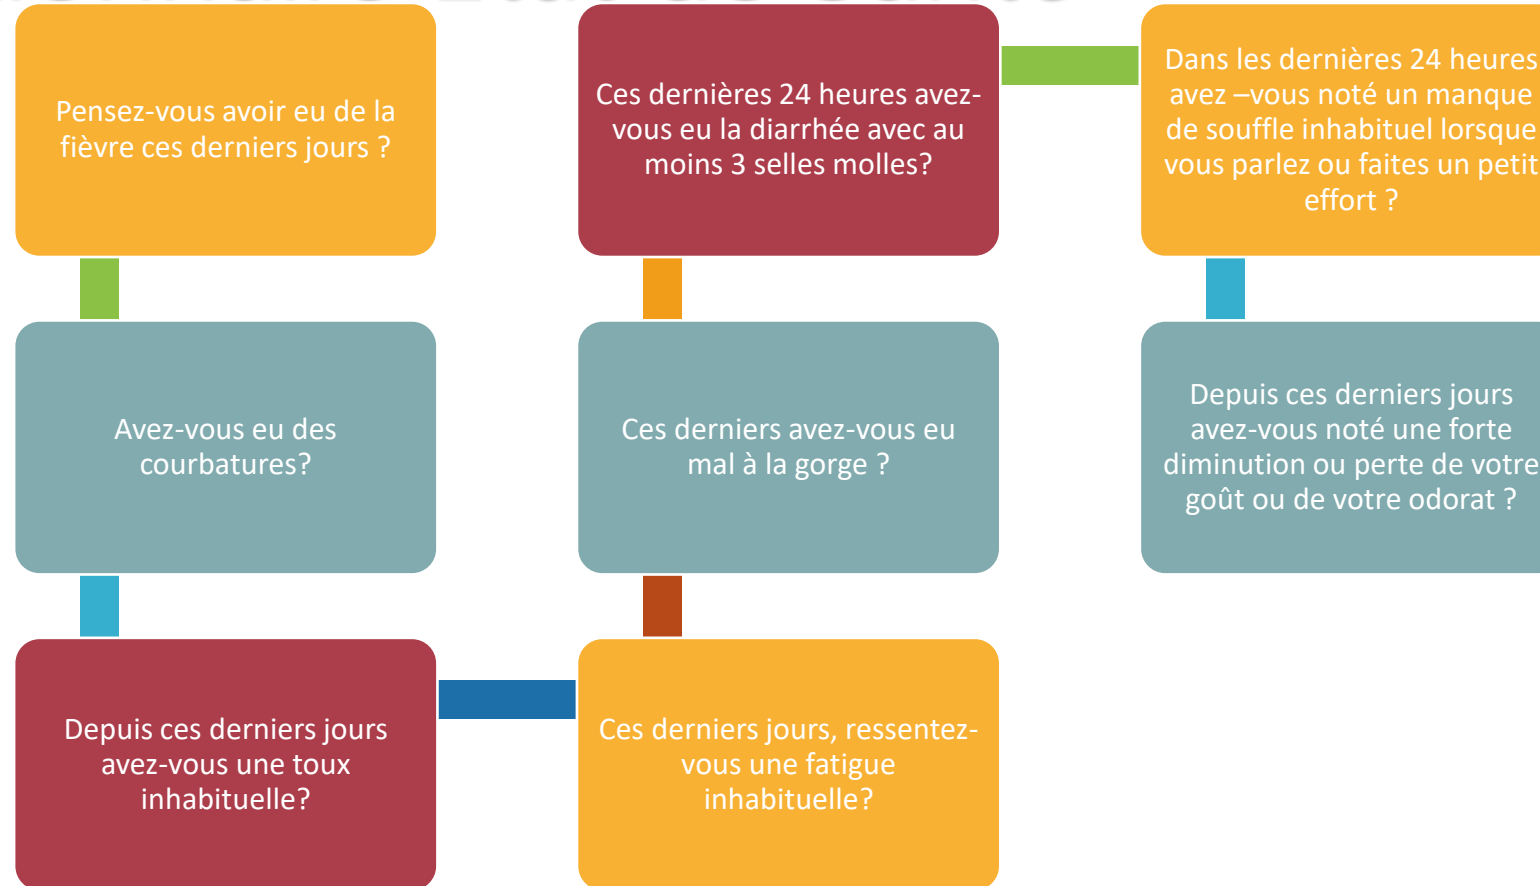 Pensez-vous avoir eu de la
fièvre ces derniers jours ?
Avez-vous eu des
courbatures?
Depuis ces derniers jours
avez-vous une toux
inhabituelle?
Ces derniers jours, ressentez-
vous une fatigue
inhabituelle?
Ces derniers avez-vous eu
mal à la gorge ?
Ces dernières 24 heures avez-
vous eu la diarrhée avec au
moins 3 selles molles?
Dans les dernières 24 heures
avez –vous noté un manque
de souffle inhabituel lorsque
vous parlez ou faites un petit
effort ?
Depuis ces derniers jours
avez-vous noté une forte
diminution ou perte de votre
goût ou de votre odorat ?